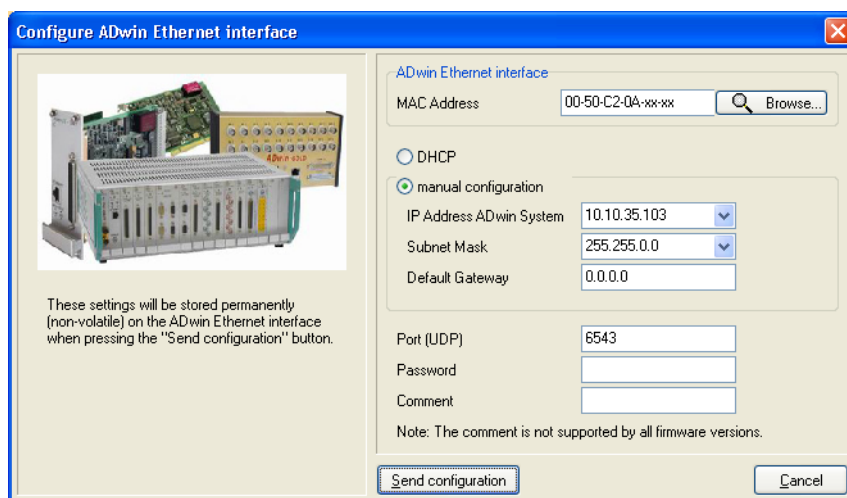 Configure ADwin Ethernet interface
ADwin GOLD
These settings will be stored permanently
(non-volatile) on the ADwin Ethernet interface
when pressing the "Send configuration" button.
ADwin Ethernet interface
MAC Address 00-50-C2-0A-xx-xx Browse...
DHCP
manual configuration
IP Address ADwin System 10.10.35.103
Subnet Mask 255.255.0.0
Default Gateway 0.0.0.0
Port (UDP) 6543
Password
Comment
Note: The comment is not supported by all firmware versions.
Send configuration Cancel